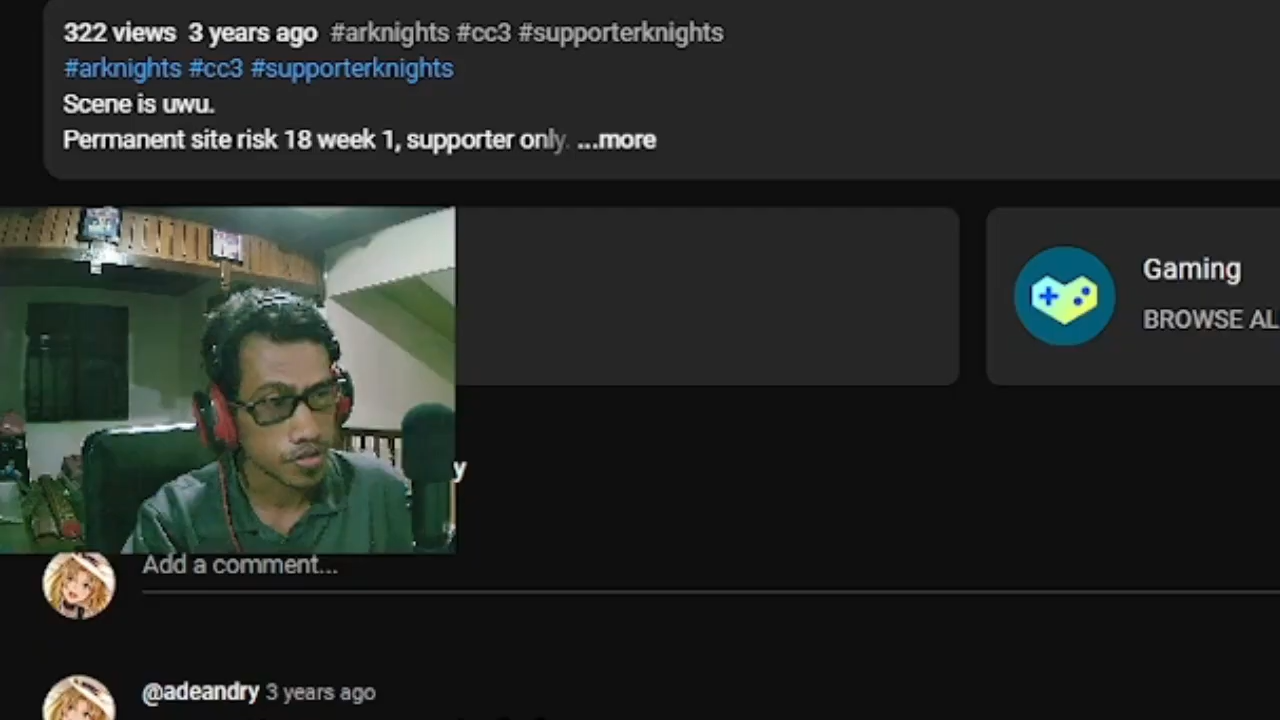 322 views 3 years ago #arknights #cc3 #supporterknights
#arknights #cc3 #supporterknights
Scene is uwu.
Permanent site risk 18 week 1, supporter only. ...more
Gaming
BROWSE AL
y
Add a comment...
@adeandry 3 years ago